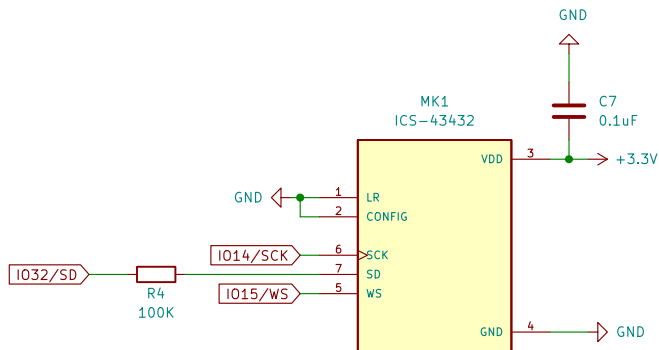 GND
MK1
ICS-43432
C7
0.1uF
VDD
3
+3.3V
GND
1
LR
2
CONFIG
IO14/SCK
6
SCK
IO32/SD
7
SD
R4
100K
IO15/WS
5
WS
GND
4
GND